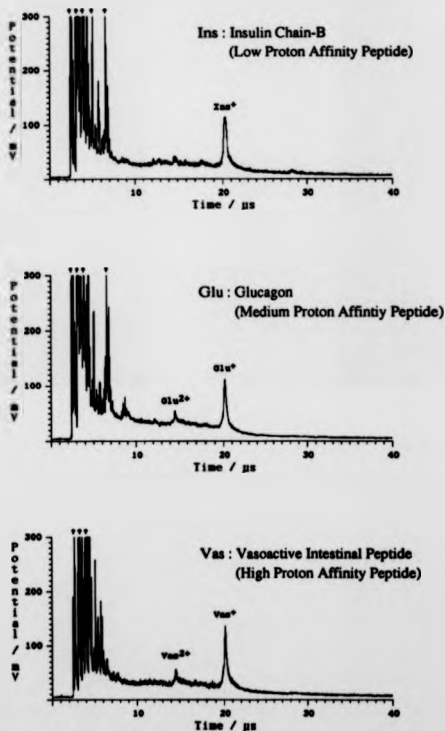 300
200
100
Potential / mV
Ins : Insulin Chain-B
(Low Proton Affinity Peptide)
Ins+
10 20 30 40
Time / µs
300
200
100
Potential / mV
Glu : Glucagon
(Medium Proton Affintiy Peptide)
Glu2+
Glu+
10 20 30 40
Time / µs
300
200
100
Potential / mV
Vas : Vasoactive Intestinal Peptide
(High Proton Affinity Peptide)
Vas2+
Vas+
10 20 30 40
Time / µs